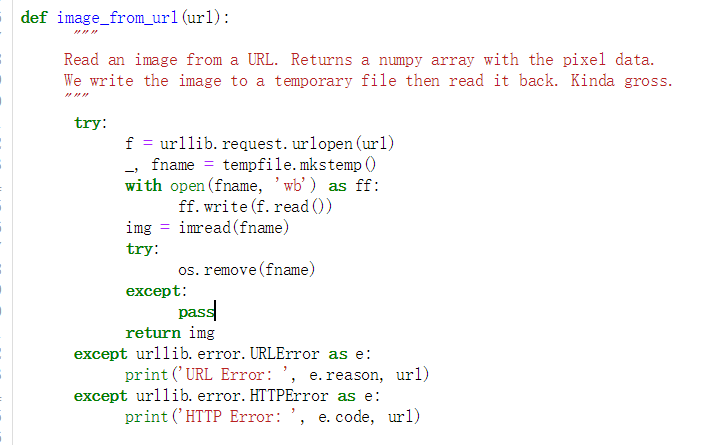 def image_from_url(url):
"""
Read an image from a URL. Returns a numpy array with the pixel data.
We write the image to a temporary file then read it back. Kinda gross.
"""
try:
f = urllib.request.urlopen(url)
_, fname = tempfile.mkstemp()
with open(fname, 'wb') as ff:
ff.write(f.read())
img = imread(fname)
try:
os.remove(fname)
except:
pass
return img
except urllib.error.URLError as e:
print('URL Error: ', e.reason, url)
except urllib.error.HTTPError as e:
print('HTTP Error: ', e.code, url)